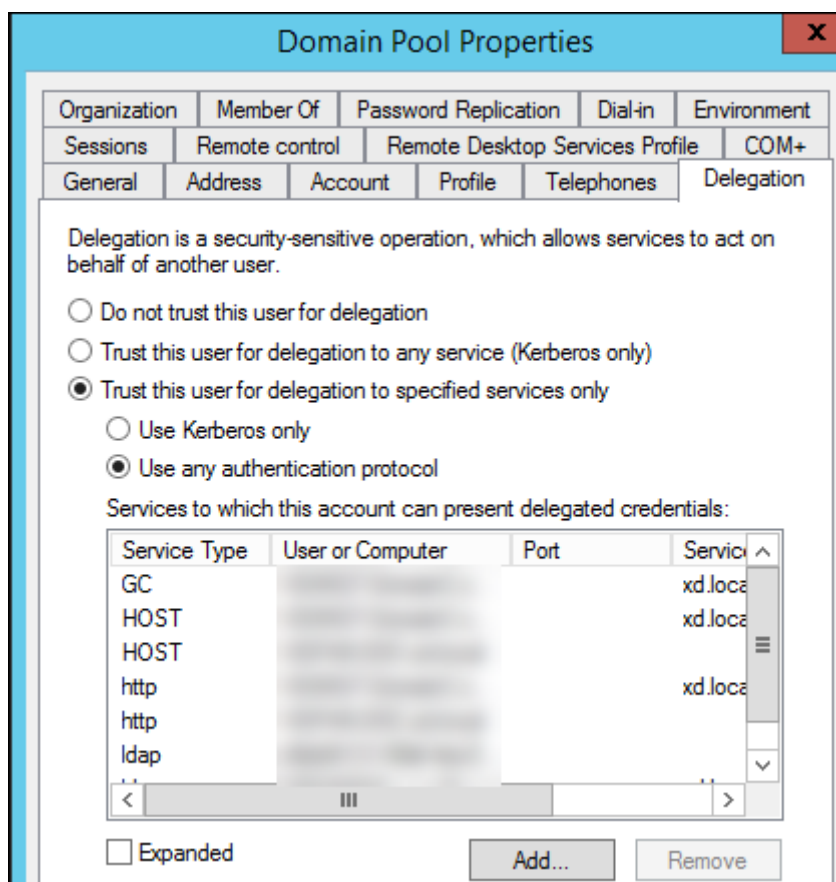 Domain Pool Properties
x
Organization Member Of Password Replication Dial-in Environment
Sessions Remote control Remote Desktop Services Profile COM+
General Address Account Profile Telephones Delegation
Delegation is a security-sensitive operation, which allows services to act on
behalf of another user.
Do not trust this user for delegation
Trust this user for delegation to any service (Kerberos only)
Trust this user for delegation to specified services only
Use Kerberos only
Use any authentication protocol
Services to which this account can present delegated credentials:
Service Type User or Computer Port Servic
GC xd.loca
HOST xd.loca
HOST
http xd.loca
http
ldap
Expanded Add... Remove